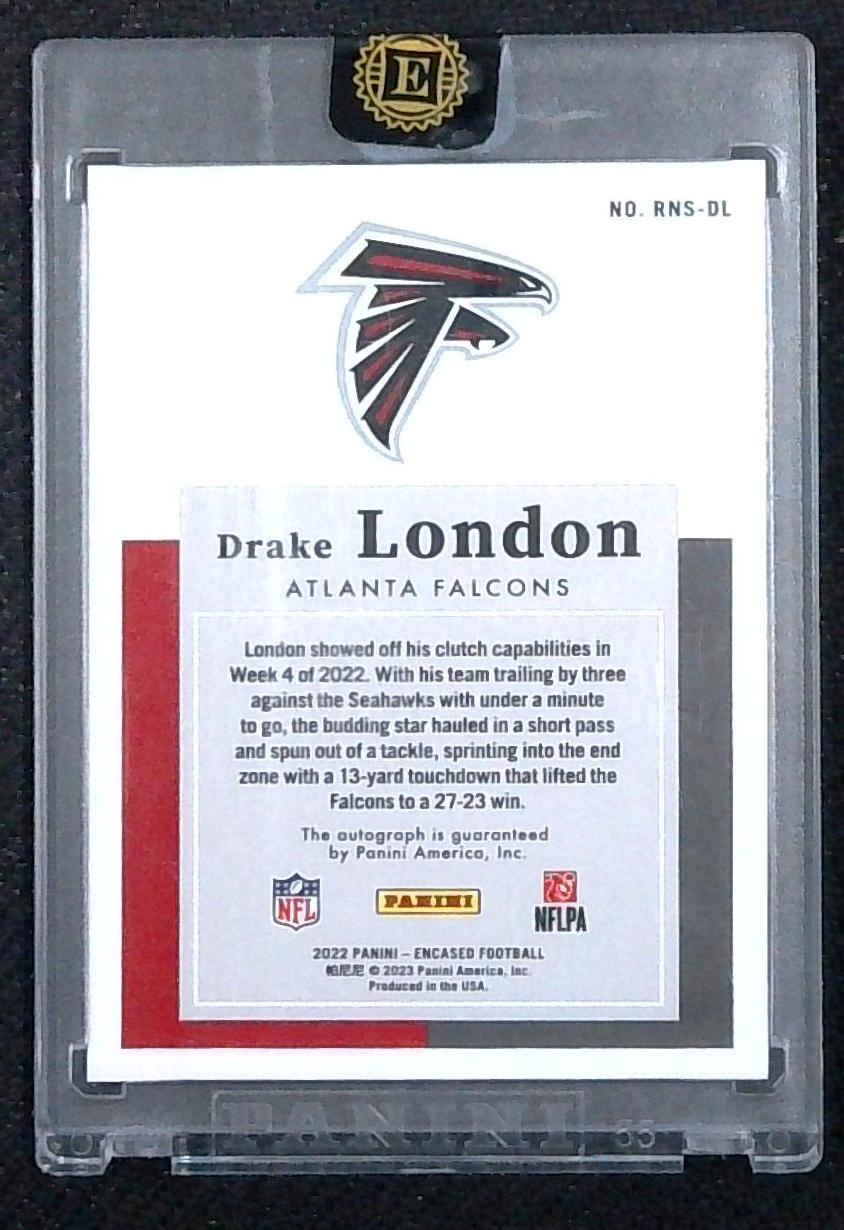 E
NO. RNS-DL
Drake London
ATLANTA FALCONS
London showed off his clutch capabilities in
Week 4 of 2022. With his team trailing by three
against the Seahawks with under a minute
to go, the budding star hauled in a short pass
and spun out of a tackle, sprinting into the end
zone with a 13-yard touchdown that lifted the
Falcons to a 27-23 win.
The autograph is guaranteed
by Panini America, Inc.
NFL PANINI NFLPA
2022 PANINI – ENCASED FOOTBALL
帕尼尼 © 2023 Panini America, Inc.
Produced in the USA.
PANINI